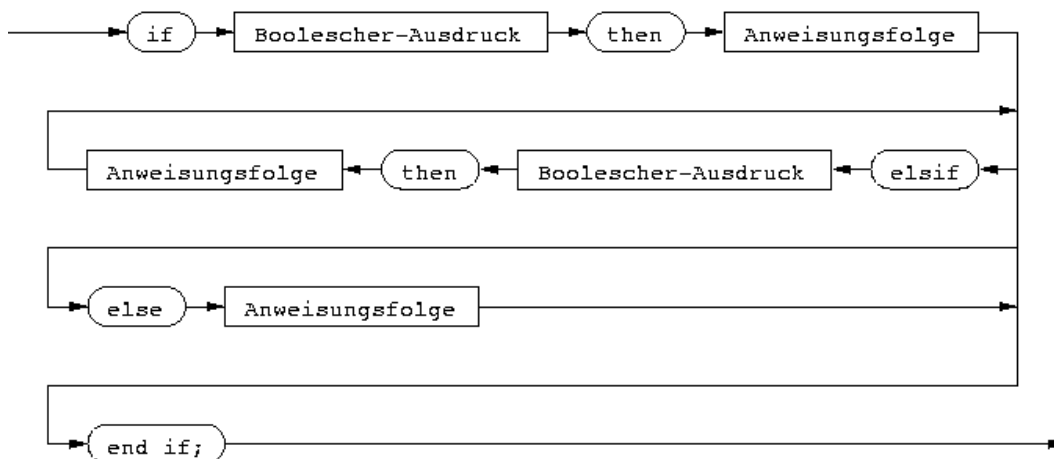 if Boolescher-Ausdruck then Anweisungsfolge
Anweisungsfolge then Boolescher-Ausdruck elsif
else Anweisungsfolge
end if;